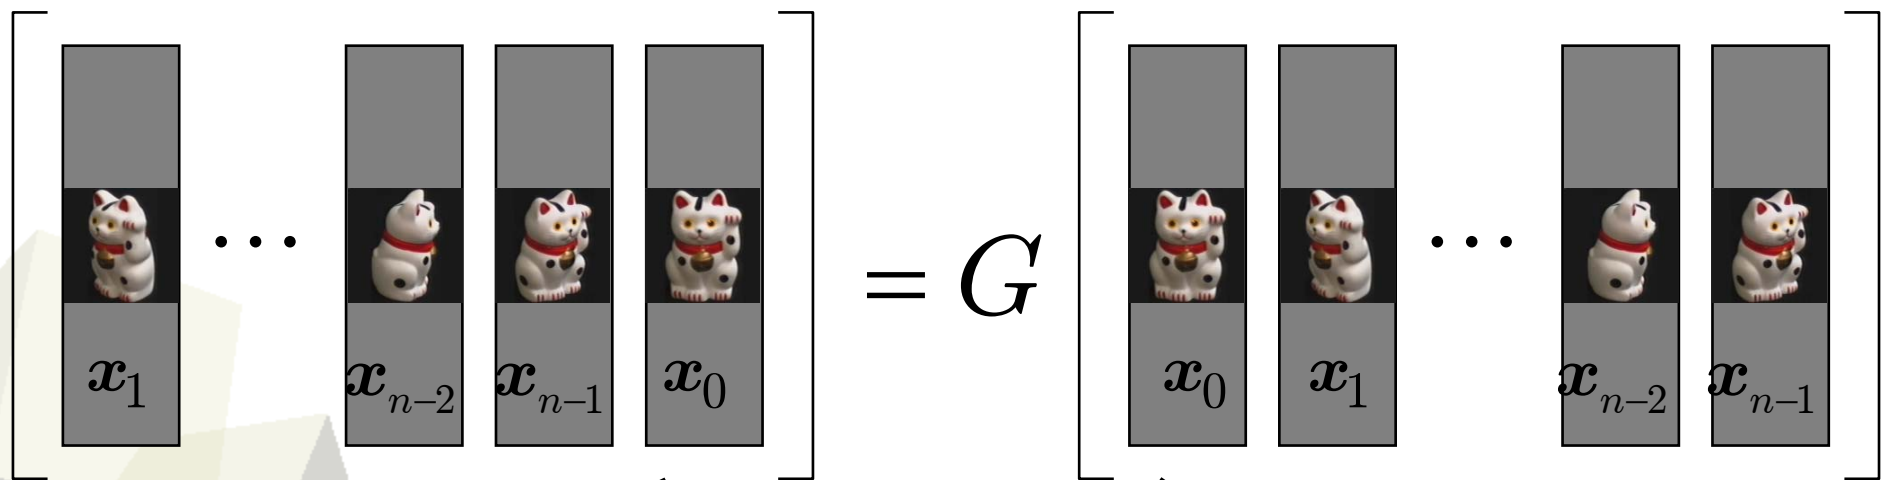 [ x₁ ⋯ xₙ₋₂ xₙ₋₁ x₀ ] = G [ x₀ x₁ ⋯ xₙ₋₂ xₙ₋₁ ]